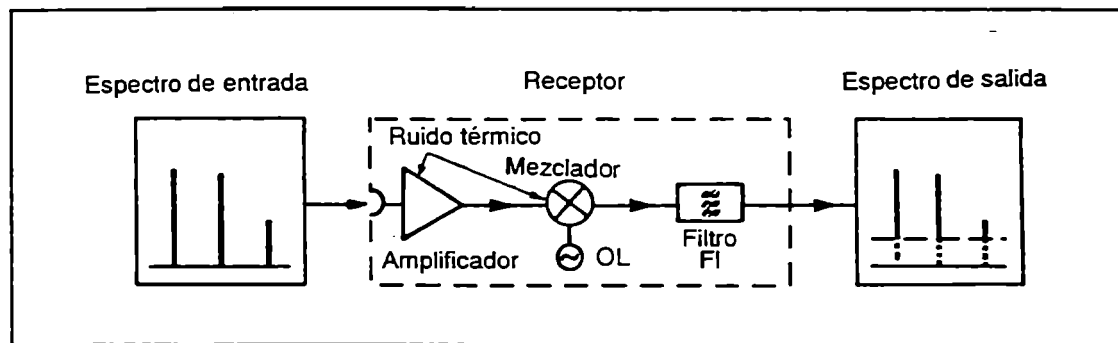 Espectro de entrada
Receptor
Espectro de salida
Ruido térmico
Mezclador
Amplificador
OL
Filtro
FI